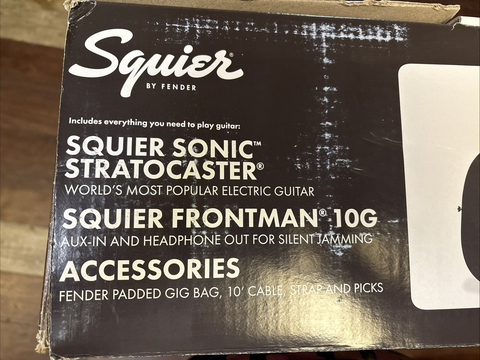 Squier®
BY FENDER
Includes everything you need to play guitar:
SQUIER SONIC™
STRATOCASTER®
WORLD'S MOST POPULAR ELECTRIC GUITAR
SQUIER FRONTMAN® 10G
AUX-IN AND HEADPHONE OUT FOR SILENT JAMMING
ACCESSORIES
FENDER PADDED GIG BAG, 10' CABLE, STRAP AND PICKS